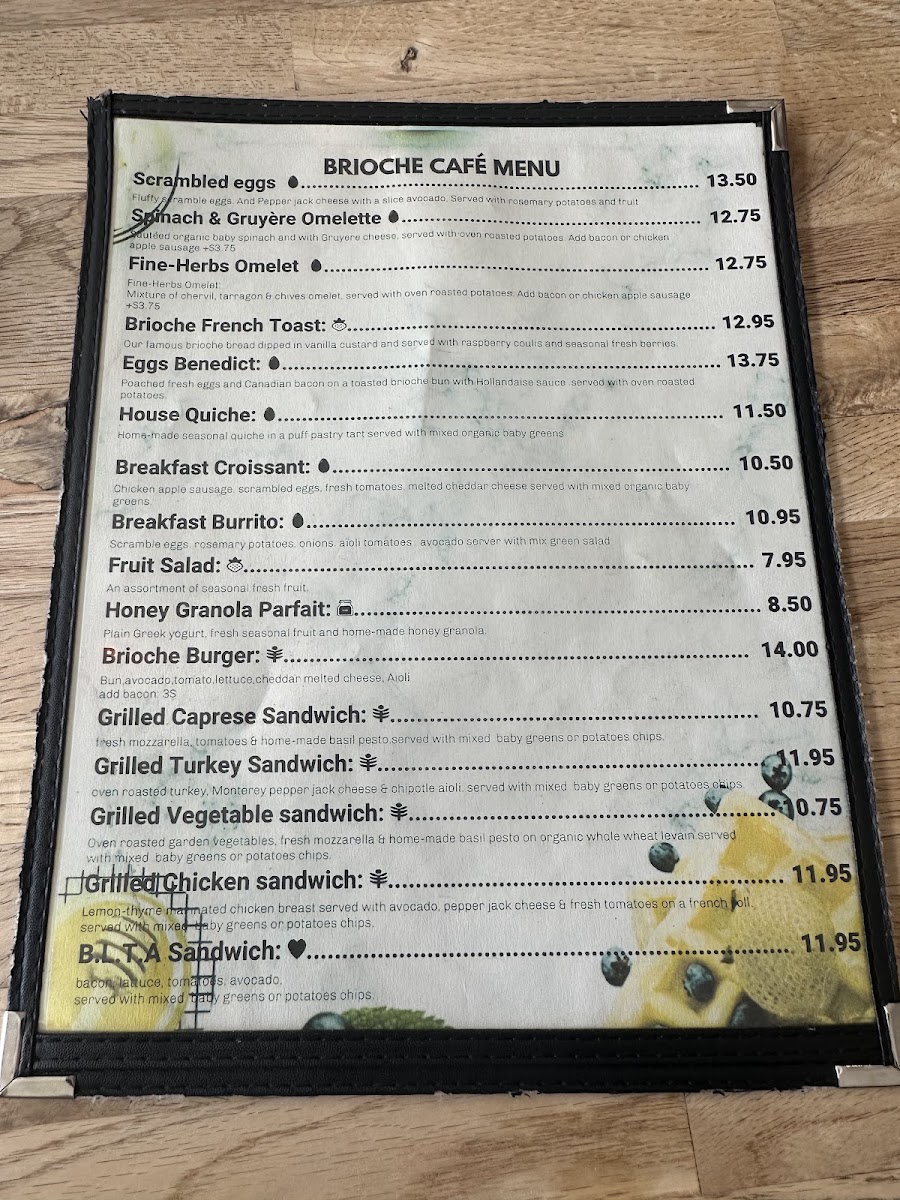 BRIOCHE CAFÉ MENU
Scrambled eggs 13.50
Fluffy scramble eggs. And Pepper jack cheese with a slice avocado. Served with rosemary potatoes and fruit
Spinach & Gruyère Omelette 12.75
Sautéed organic baby spinach and with Gruyere cheese, served with oven roasted potatoes. Add bacon or chicken
apple sausage +$3.75
Fine-Herbs Omelet 12.75
Fine-Herbs Omelet:
Mixture of chervil, tarragon & chives omelet, served with oven roasted potatoes. Add bacon or chicken apple sausage
+$3.75
Brioche French Toast: 12.95
Our famous brioche bread dipped in vanilla custard and served with raspberry coulis and seasonal fresh berries.
Eggs Benedict: 13.75
Poached fresh eggs and Canadian bacon on a toasted brioche bun with Hollandaise sauce served with oven roasted
potatoes.
House Quiche: 11.50
Home-made seasonal quiche in a puff pastry tart served with mixed organic baby greens
Breakfast Croissant: 10.50
Chicken apple sausage, scrambled eggs, fresh tomatoes, melted cheddar cheese served with mixed organic baby
greens.
Breakfast Burrito: 10.95
Scramble eggs, rosemary potatoes, onions, aioli tomatoes, avocado server with mix green salad
Fruit Salad: 7.95
An assortment of seasonal fresh fruit.
Honey Granola Parfait: 8.50
Plain Greek yogurt, fresh seasonal fruit and home-made honey granola.
Brioche Burger: 14.00
Bun,avocado,tomato,lettuce,cheddar melted cheese, Aioli
add bacon: 3$
Grilled Caprese Sandwich: 10.75
fresh mozzarella, tomatoes & home-made basil pesto,served with mixed baby greens or potatoes chips.
Grilled Turkey Sandwich: 11.95
oven roasted turkey, Monterey pepper jack cheese & chipotle aioli. served with mixed baby greens or potatoes chips.
Grilled Vegetable sandwich: 10.75
Oven roasted garden vegetables, fresh mozzarella & home-made basil pesto on organic whole wheat levain served
with mixed baby greens or potatoes chips.
Grilled Chicken sandwich: 11.95
Lemon-thyme marinated chicken breast served with avocado, pepper jack cheese & fresh tomatoes on a french roll.
served with mixed baby greens or potatoes chips.
B.L.T.A Sandwich: 11.95
bacon, lattuce, tomatoes, avocado.
served with mixed baby greens or potatoes chips.